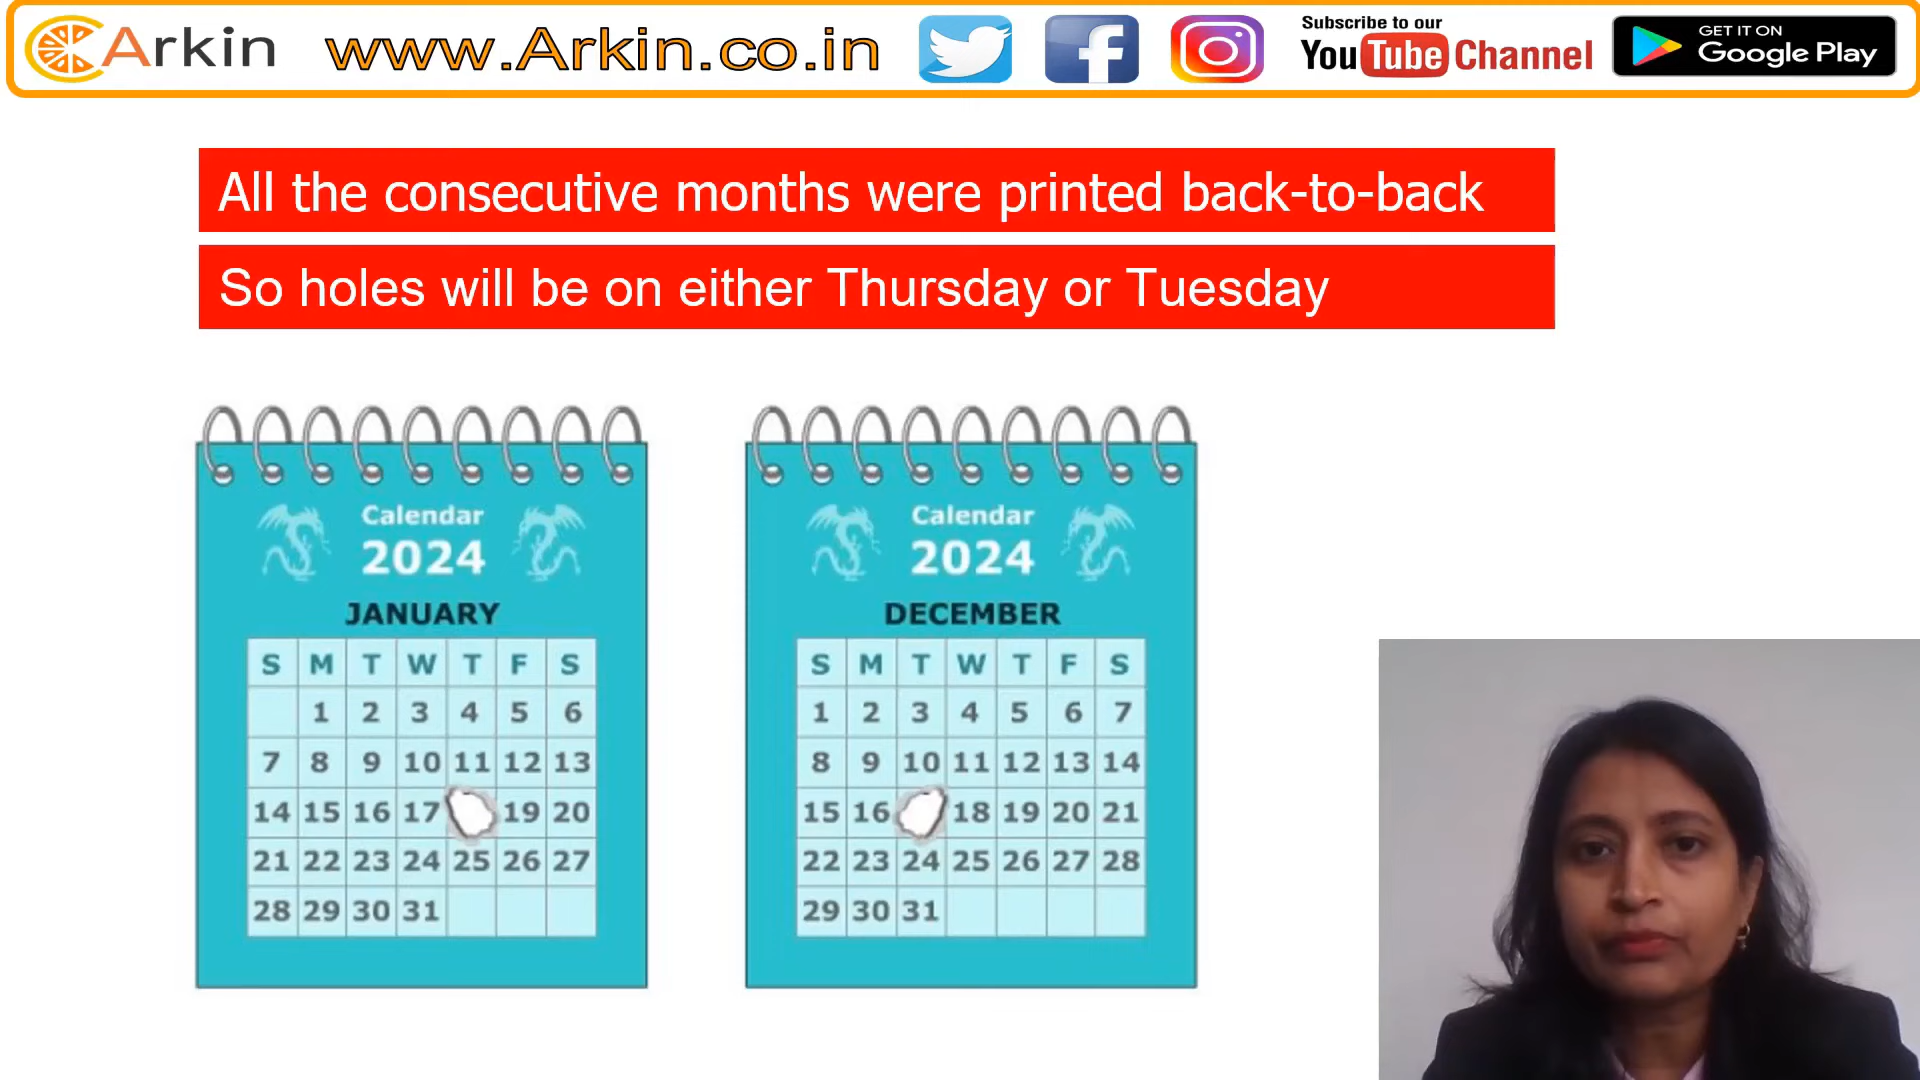 Arkin
www.Arkin.co.in
Subscribe to our
YouTube Channel
GET IT ON
Google Play
All the consecutive months were printed back-to-back
So holes will be on either Thursday or Tuesday
Calendar
2024
JANUARY
S M T W T F S
1 2 3 4 5 6
7 8 9 10 11 12 13
14 15 16 17 19 20
21 22 23 24 25 26 27
28 29 30 31
Calendar
2024
DECEMBER
S M T W T F S
1 2 3 4 5 6 7
8 9 10 11 12 13 14
15 16 18 19 20 21
22 23 24 25 26 27 28
29 30 31